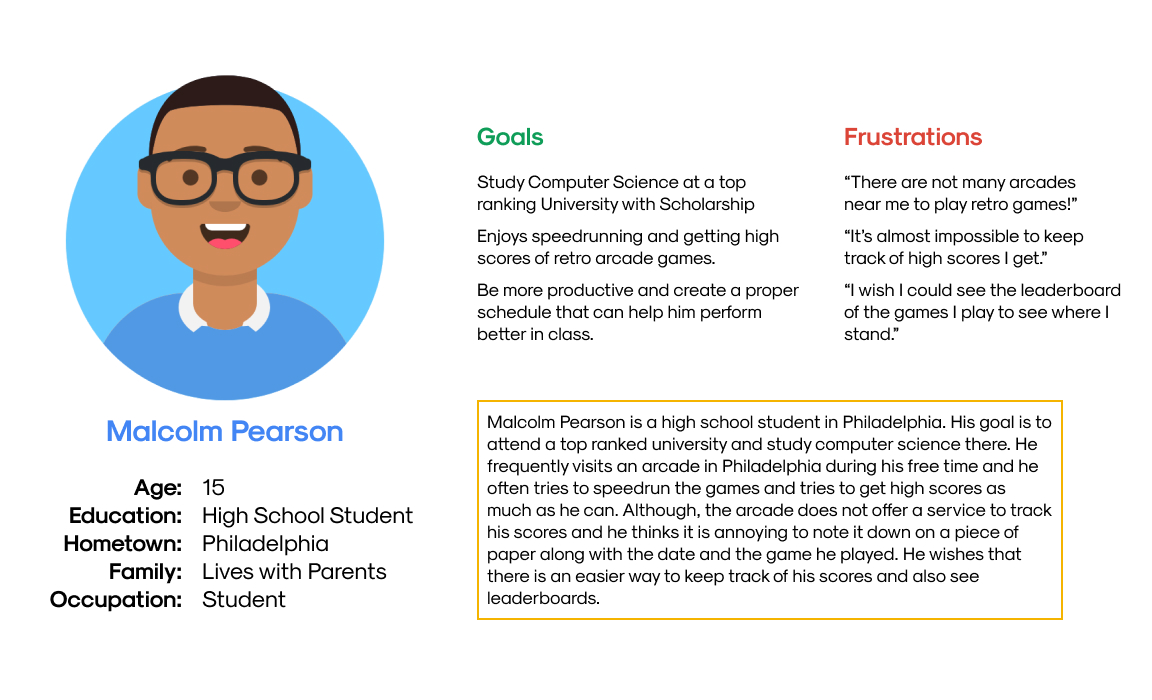 Malcolm Pearson
Age: 15
Education: High School Student
Hometown: Philadelphia
Family: Lives with Parents
Occupation: Student
Goals
Study Computer Science at a top
ranking University with Scholarship
Enjoys speedrunning and getting high
scores of retro arcade games.
Be more productive and create a proper
schedule that can help him perform
better in class.
Frustrations
“There are not many arcades
near me to play retro games!”
“It’s almost impossible to keep
track of high scores I get.”
“I wish I could see the leaderboard
of the games I play to see where I
stand.”
Malcolm Pearson is a high school student in Philadelphia. His goal is to
attend a top ranked university and study computer science there. He
frequently visits an arcade in Philadelphia during his free time and he
often tries to speedrun the games and tries to get high scores as
much as he can. Although, the arcade does not offer a service to track
his scores and he thinks it is annoying to note it down on a piece of
paper along with the date and the game he played. He wishes that
there is an easier way to keep track of his scores and also see
leaderboards.